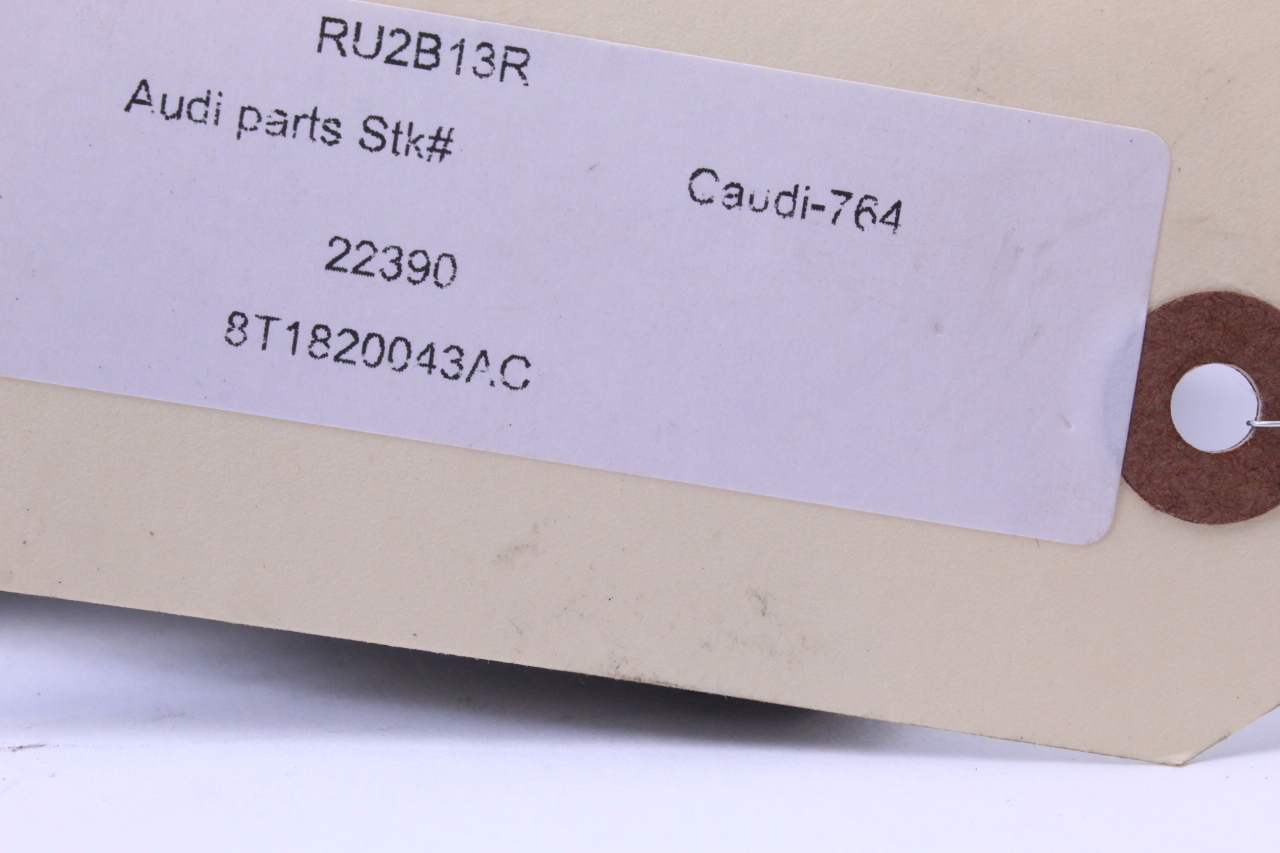 RU2B13R
Audi parts Stk#
Caudi-764
22390
8T1820043AC